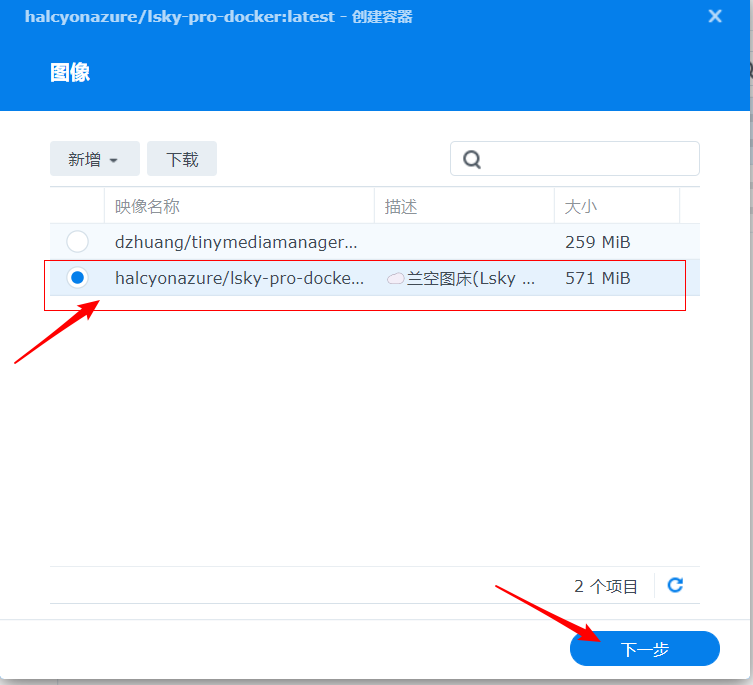 halcyonazure/lsky-pro-docker:latest - 创建容器
图像
新增 下载
映像名称 描述 大小
dzhuang/tinymediamanager... 259 MiB
halcyonazure/lsky-pro-docke... 兰空图床(Lsky ... 571 MiB
2 个项目
下一步